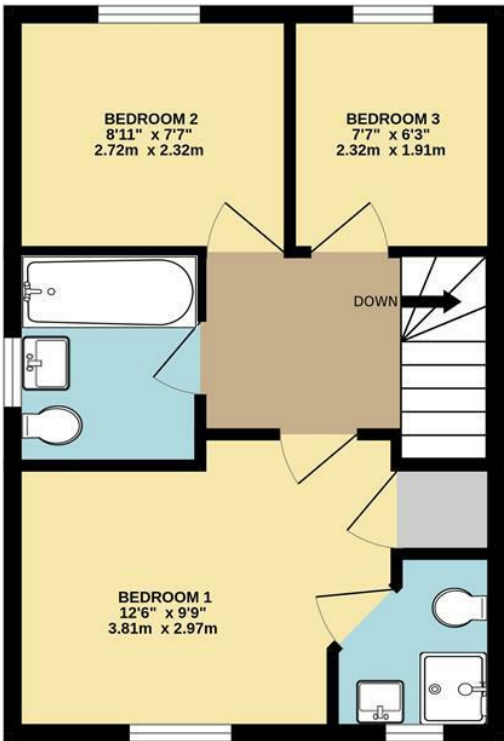 BEDROOM 2
8'11" x 7'7"
2.72m x 2.32m
BEDROOM 3
7'7" x 6'3"
2.32m x 1.91m
DOWN
BEDROOM 1
12'6" x 9'9"
3.81m x 2.97m